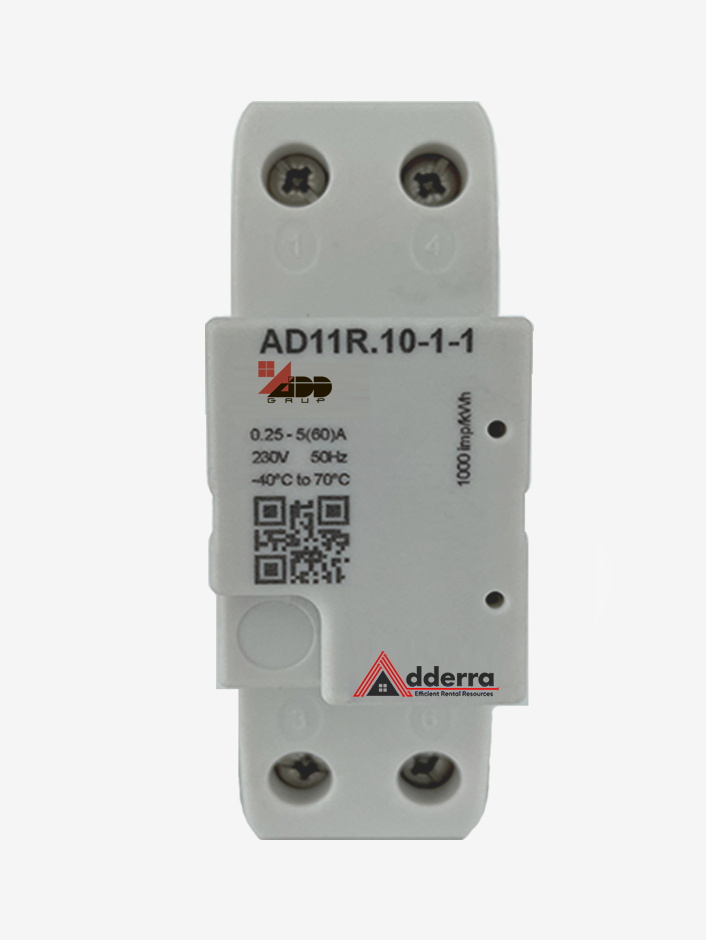 1
4
AD11R.10-1-1
ADD
GRUP
0.25 - 5(60)A
230V 50Hz
-40°C to 70°C
1000 imp/kWh
Adderra
Efficient Rental Resources
3
6